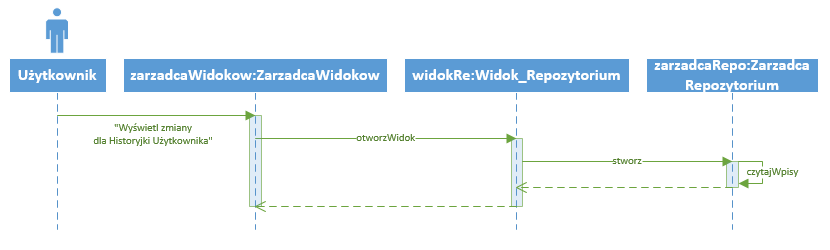 Użytkownik
zarzadcaWidokow:ZarzadcaWidokow
widokRe:Widok_Repozytorium
zarzadcaRepo:Zarzadca
Repozytorium
"Wyświetl zmiany
dla Historyjki Użytkownika"
otworzWidok
stworz
czytajWpisy